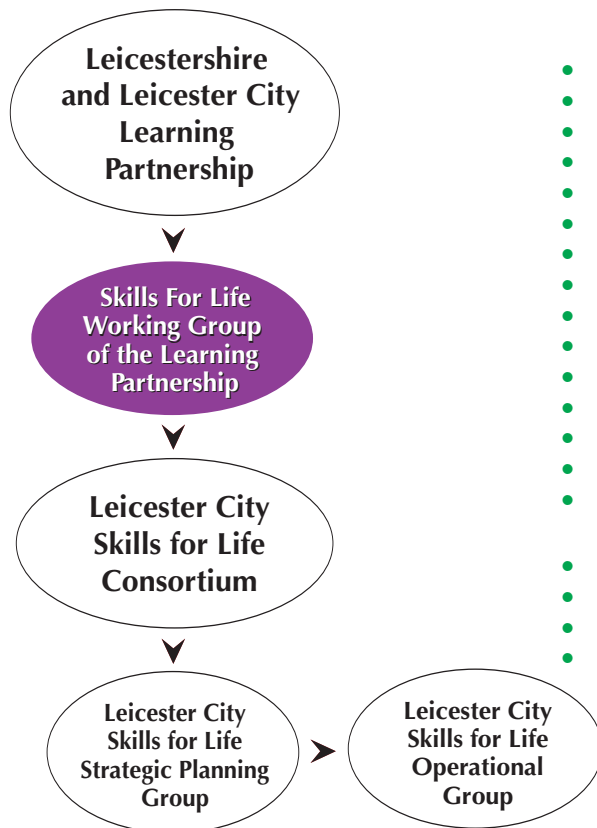 Leicestershire
and Leicester City
Learning
Partnership
Skills For Life
Working Group
of the Learning
Partnership
Leicester City
Skills for Life
Consortium
Leicester City
Skills for Life
Strategic Planning
Group
Leicester City
Skills for Life
Operational
Group